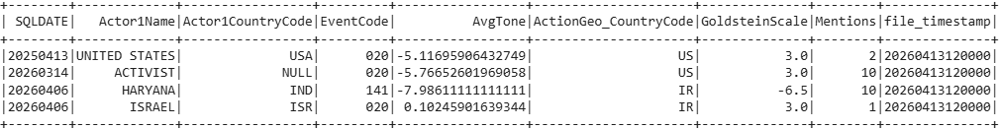 +--------+-------------+-----------------+---------+-----------------+---------------------+--------------+--------+--------------+
| SQLDATE|   Actor1Name|Actor1CountryCode|EventCode|          AvgTone|ActionGeo_CountryCode|GoldsteinScale|Mentions|file_timestamp|
+--------+-------------+-----------------+---------+-----------------+---------------------+--------------+--------+--------------+
|20250413|UNITED STATES|              USA|      020|-5.11695906432749|                   US|           3.0|       2|20260413120000|
|20260314|     ACTIVIST|             NULL|      020|-5.76652601969058|                   US|           3.0|      10|20260413120000|
|20260406|      HARYANA|              IND|      141|-7.98611111111111|                   IR|          -6.5|      10|20260413120000|
|20260406|       ISRAEL|              ISR|      020| 0.10245901639344|                   IR|           3.0|       1|20260413120000|
+--------+-------------+-----------------+---------+-----------------+---------------------+--------------+--------+--------------+